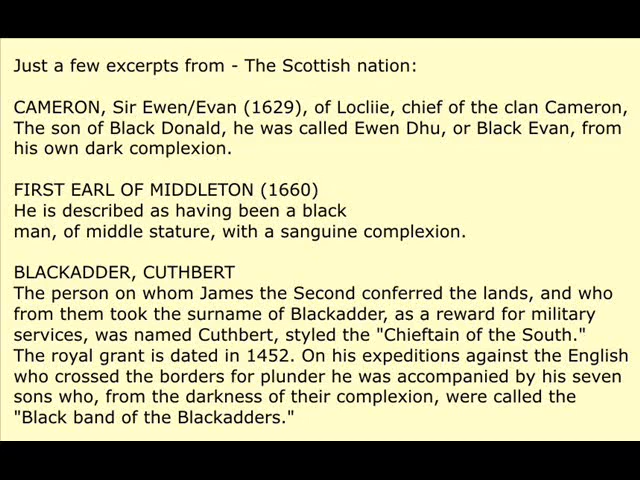 Just a few excerpts from - The Scottish nation:
CAMERON, Sir Ewen/Evan (1629), of Locliie, chief of the clan Cameron,
The son of Black Donald, he was called Ewen Dhu, or Black Evan, from
his own dark complexion.
FIRST EARL OF MIDDLETON (1660)
He is described as having been a black
man, of middle stature, with a sanguine complexion.
BLACKADDER, CUTHBERT
The person on whom James the Second conferred the lands, and who
from them took the surname of Blackadder, as a reward for military
services, was named Cuthbert, styled the "Chieftain of the South."
The royal grant is dated in 1452. On his expeditions against the English
who crossed the borders for plunder he was accompanied by his seven
sons who, from the darkness of their complexion, were called the
"Black band of the Blackadders."